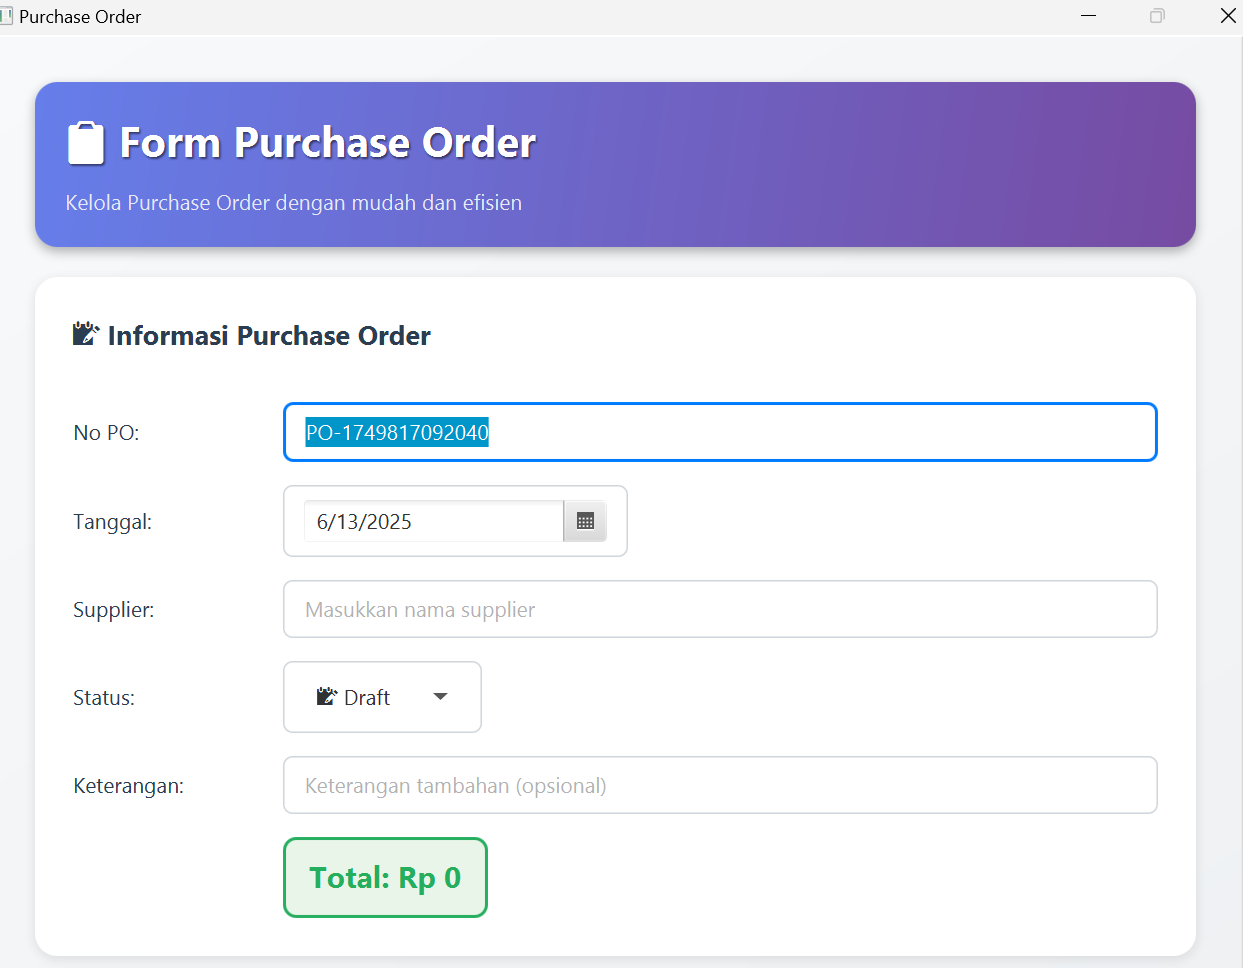 Purchase Order
Form Purchase Order
Kelola Purchase Order dengan mudah dan efisien
Informasi Purchase Order
No PO: PO-1749817092040
Tanggal: 6/13/2025
Supplier: Masukkan nama supplier
Status: Draft
Keterangan: Keterangan tambahan (opsional)
Total: Rp 0